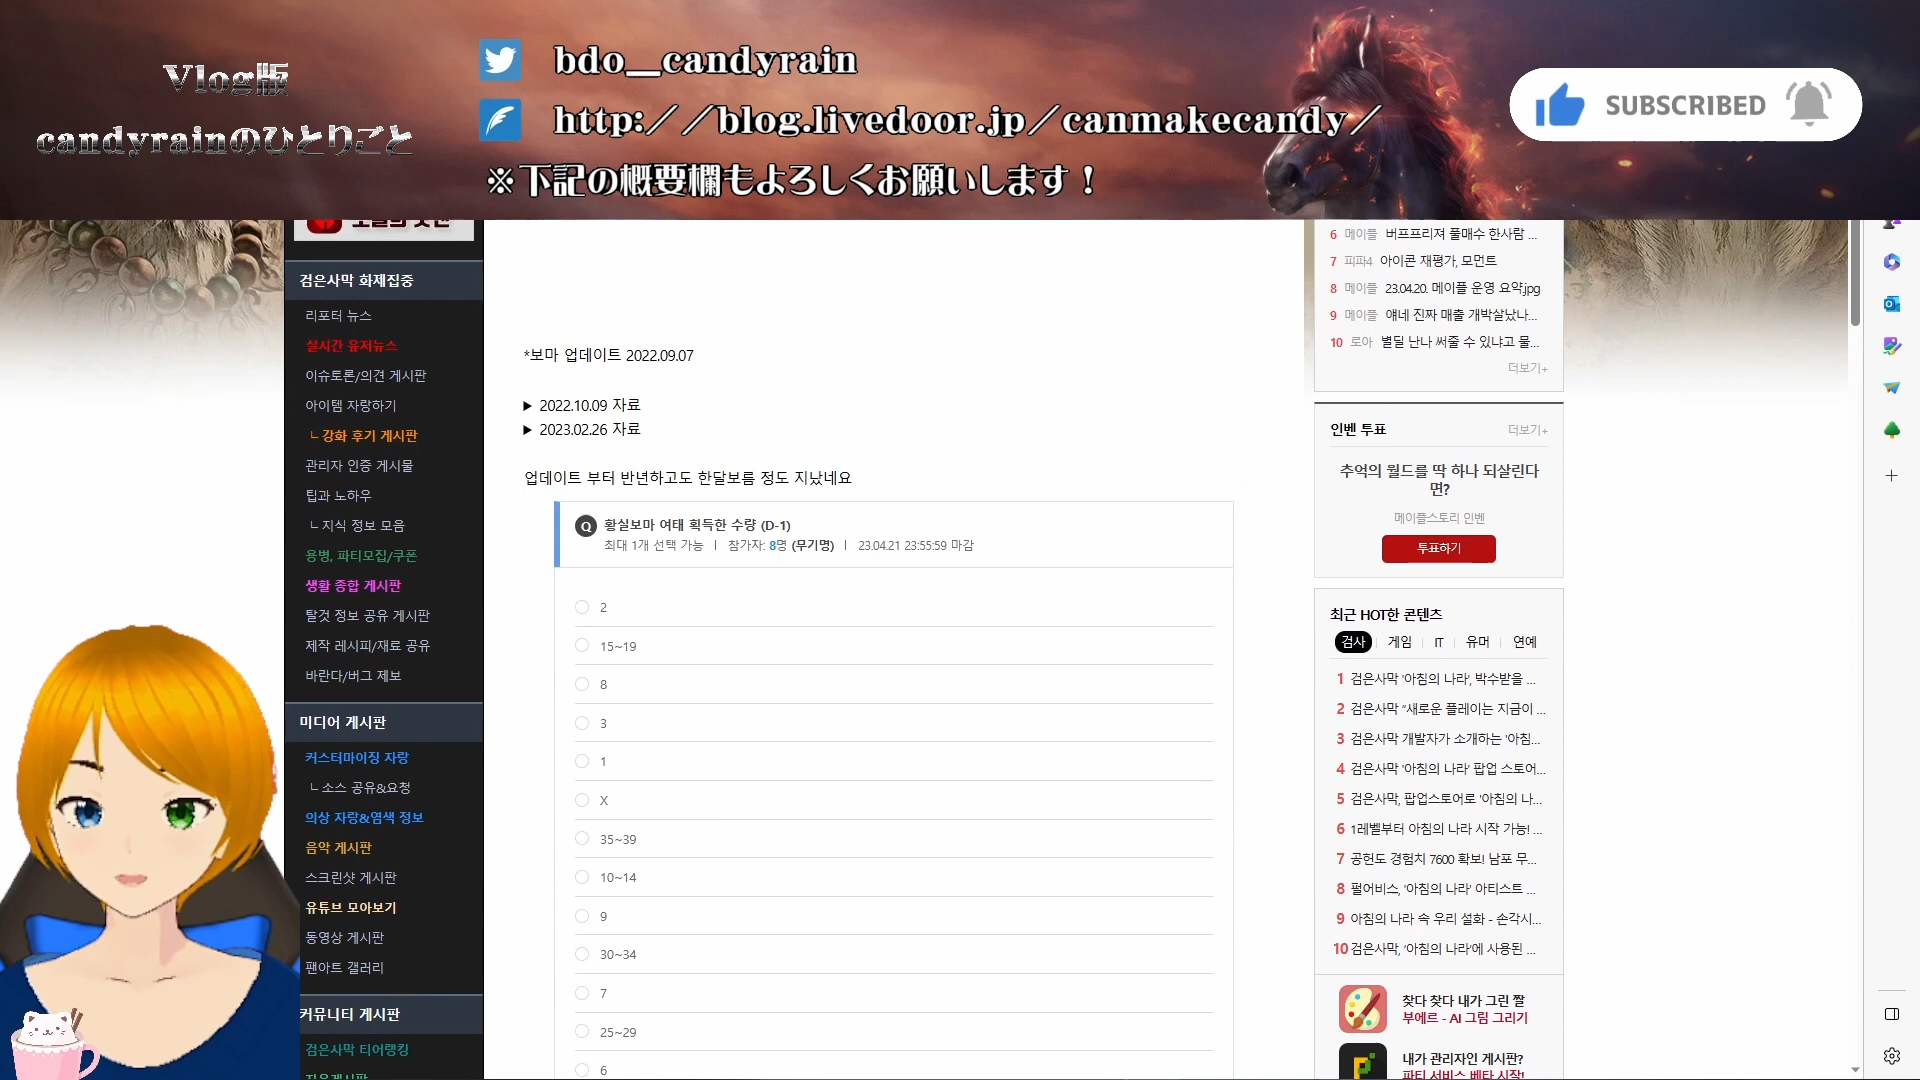 Vlog版
candyrainのひとりごと
bdo_candyrain
http://blog.livedoor.jp/canmakecandy/
※下記の概要欄もよろしくお願いします！
SUBSCRIBED
검은사막 화제집중
리포터 뉴스
실시간 유저뉴스
이슈토론/의견 게시판
아이템 자랑하기
ㄴ강화 후기 게시판
관리자 인증 게시물
팁과 노하우
ㄴ지식 정보 모음
용병, 파티모집/쿠폰
생활 종합 게시판
탈것 정보 공유 게시판
제작 레시피/재료 공유
바란다/버그 제보
미디어 게시판
커스터마이징 자랑
ㄴ소스 공유&요청
의상 자랑&염색 정보
음악 게시판
스크린샷 게시판
유튜브 모아보기
동영상 게시판
팬아트 갤러리
커뮤니티 게시판
검은사막 티어랭킹
*보마 업데이트 2022.09.07
▶ 2022.10.09 자료
▶ 2023.02.26 자료
업데이트 부터 반년하고도 한달보름 정도 지났네요
Q 황실보마 여태 획득한 수량 (D-1)
최대 1개 선택 가능 | 참가자: 8명 (무기명) | 23.04.21 23:55:59 마감
2
15~19
8
3
1
X
35~39
10~14
9
30~34
7
25~29
6
6 메이플 버프프리져 풀매수 한사람 ...
7 피파4 아이콘 재평가, 모먼트
8 메이플 23.04.20. 메이플 운영 요약.jpg
9 메이플 얘네 진짜 매출 개박살났나...
10 로아 별딜 난나 써줄 수 있냐고 물...
더보기+
인벤 투표
더보기+
추억의 월드를 딱 하나 되살린다
면?
메이플스토리 인벤
투표하기
최근 HOT한 콘텐츠
검사 게임 IT 유머 연예
1 검은사막 '아침의 나라', 박수받을 ...
2 검은사막 “새로운 플레이는 지금이 ...
3 검은사막 개발자가 소개하는 '아침...
4 검은사막 '아침의 나라' 팝업 스토어...
5 검은사막, 팝업스토어로 '아침의 나...
6 1레벨부터 아침의 나라 시작 가능! ...
7 공헌도 경험치 7600 확보! 남포 무...
8 펄어비스, '아침의 나라' 아티스트 ...
9 아침의 나라 속 우리 설화 - 손각시...
10 검은사막, '아침의 나라'에 사용된 ...
찾다 찾다 내가 그린 짤
부에르 - AI 그림 그리기
내가 관리자인 게시판?
파티 서비스 베타 시작!